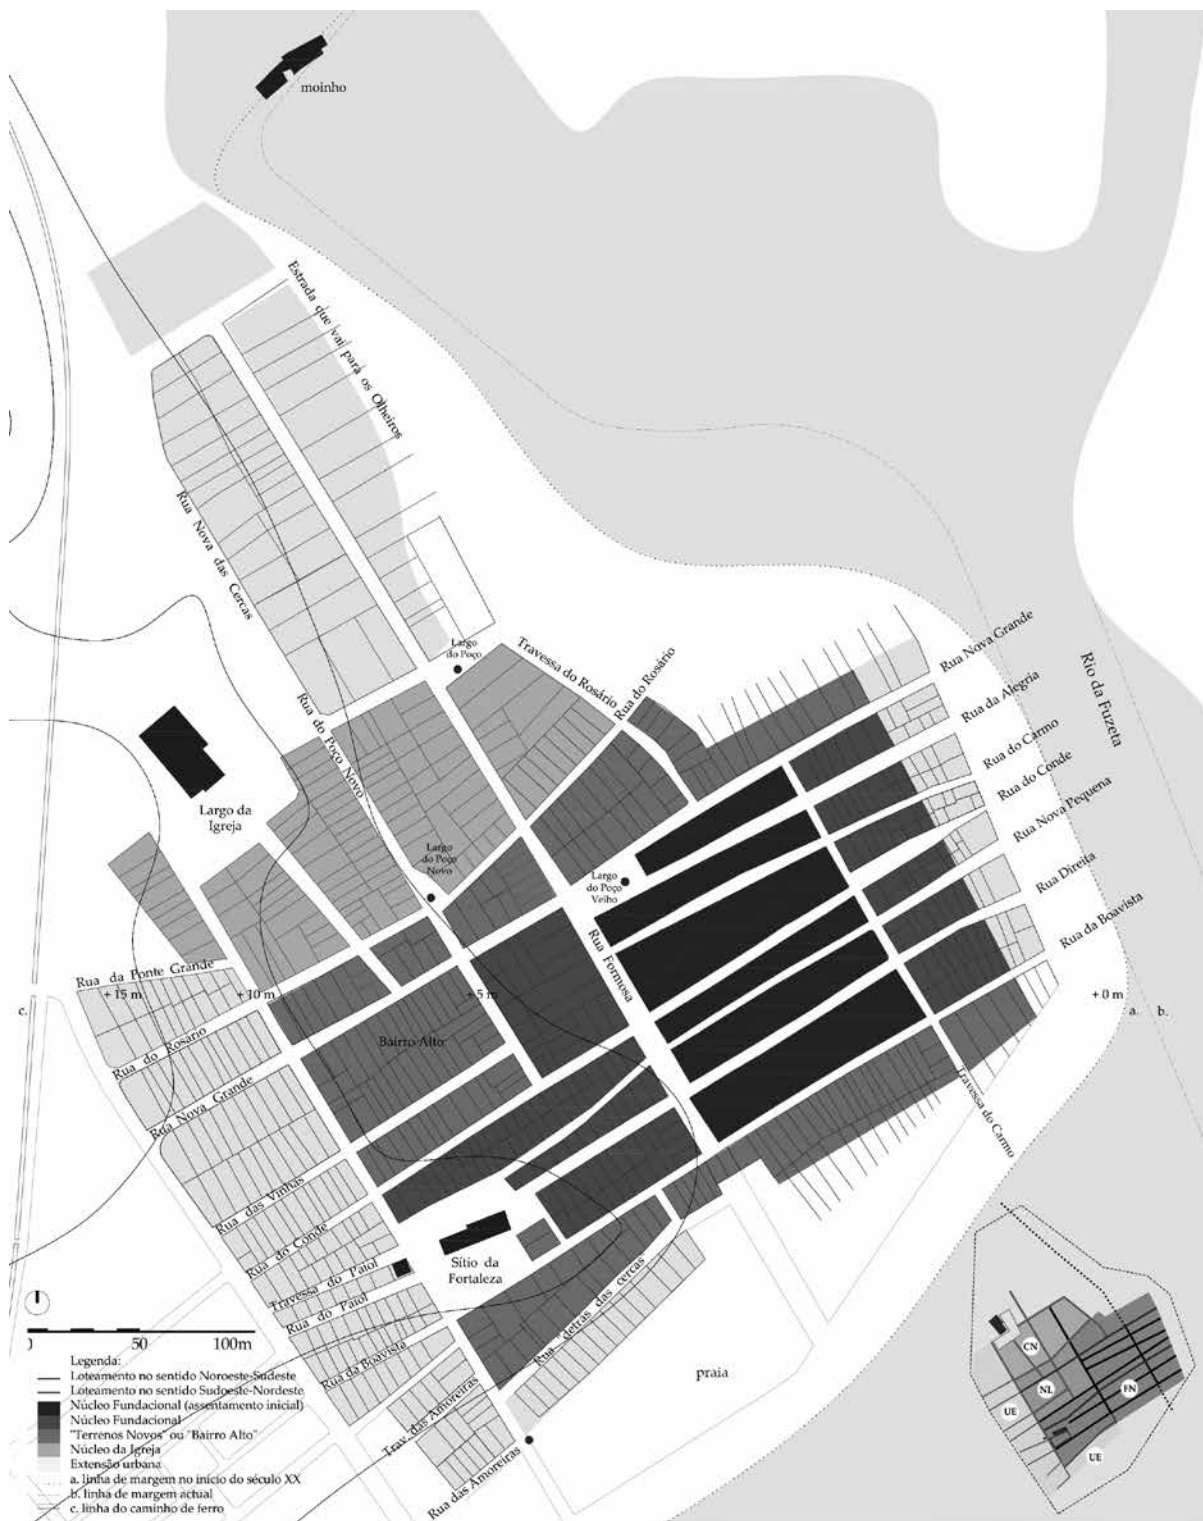 moinho
Estrada que vai para os Olheiros
Rua Nova das Cercas
Largo
do Poço
Travessa do Rosário
Rua do Rosário
Rua Nova Grande
Rua da Alegria
Rua do Carmo
Rua do Conde
Rua Nova Pequena
Rua Direita
Rua da Boavista
Rio da Fuzeta
Rua do Poço Novo
Largo da
Igreja
Largo
do Poço
Novo
Largo
do Poço
Velho
Rua Formosa
Rua da Ponte Grande
+ 15 m
+ 10 m
+ 5 m
+ 0 m
a.
b.
c.
Rua do Rosário
Bairro Alto
Rua Nova Grande
Travessa do Carmo
Rua das Vinhas
Rua do Conde
Travessa do Paiol
Rua do Paiol
Sítio da
Fortaleza
Rua da Boavista
Rua detras das cercas
praia
Trav. das Amoreiras
Rua das Amoreiras
0 50 100m
Legenda:
Loteamento no sentido Noroeste-Sudeste
Loteamento no sentido Sudoeste-Nordeste
Núcleo Fundacional (assentamento inicial)
Núcleo Fundacional
"Terrenos Novos" ou "Bairro Alto"
Núcleo da Igreja
Extensão urbana
a. linha de margem no início do século XX
b. linha de margem actual
c. linha do caminho de ferro
CN
NL
FN
UE
UE